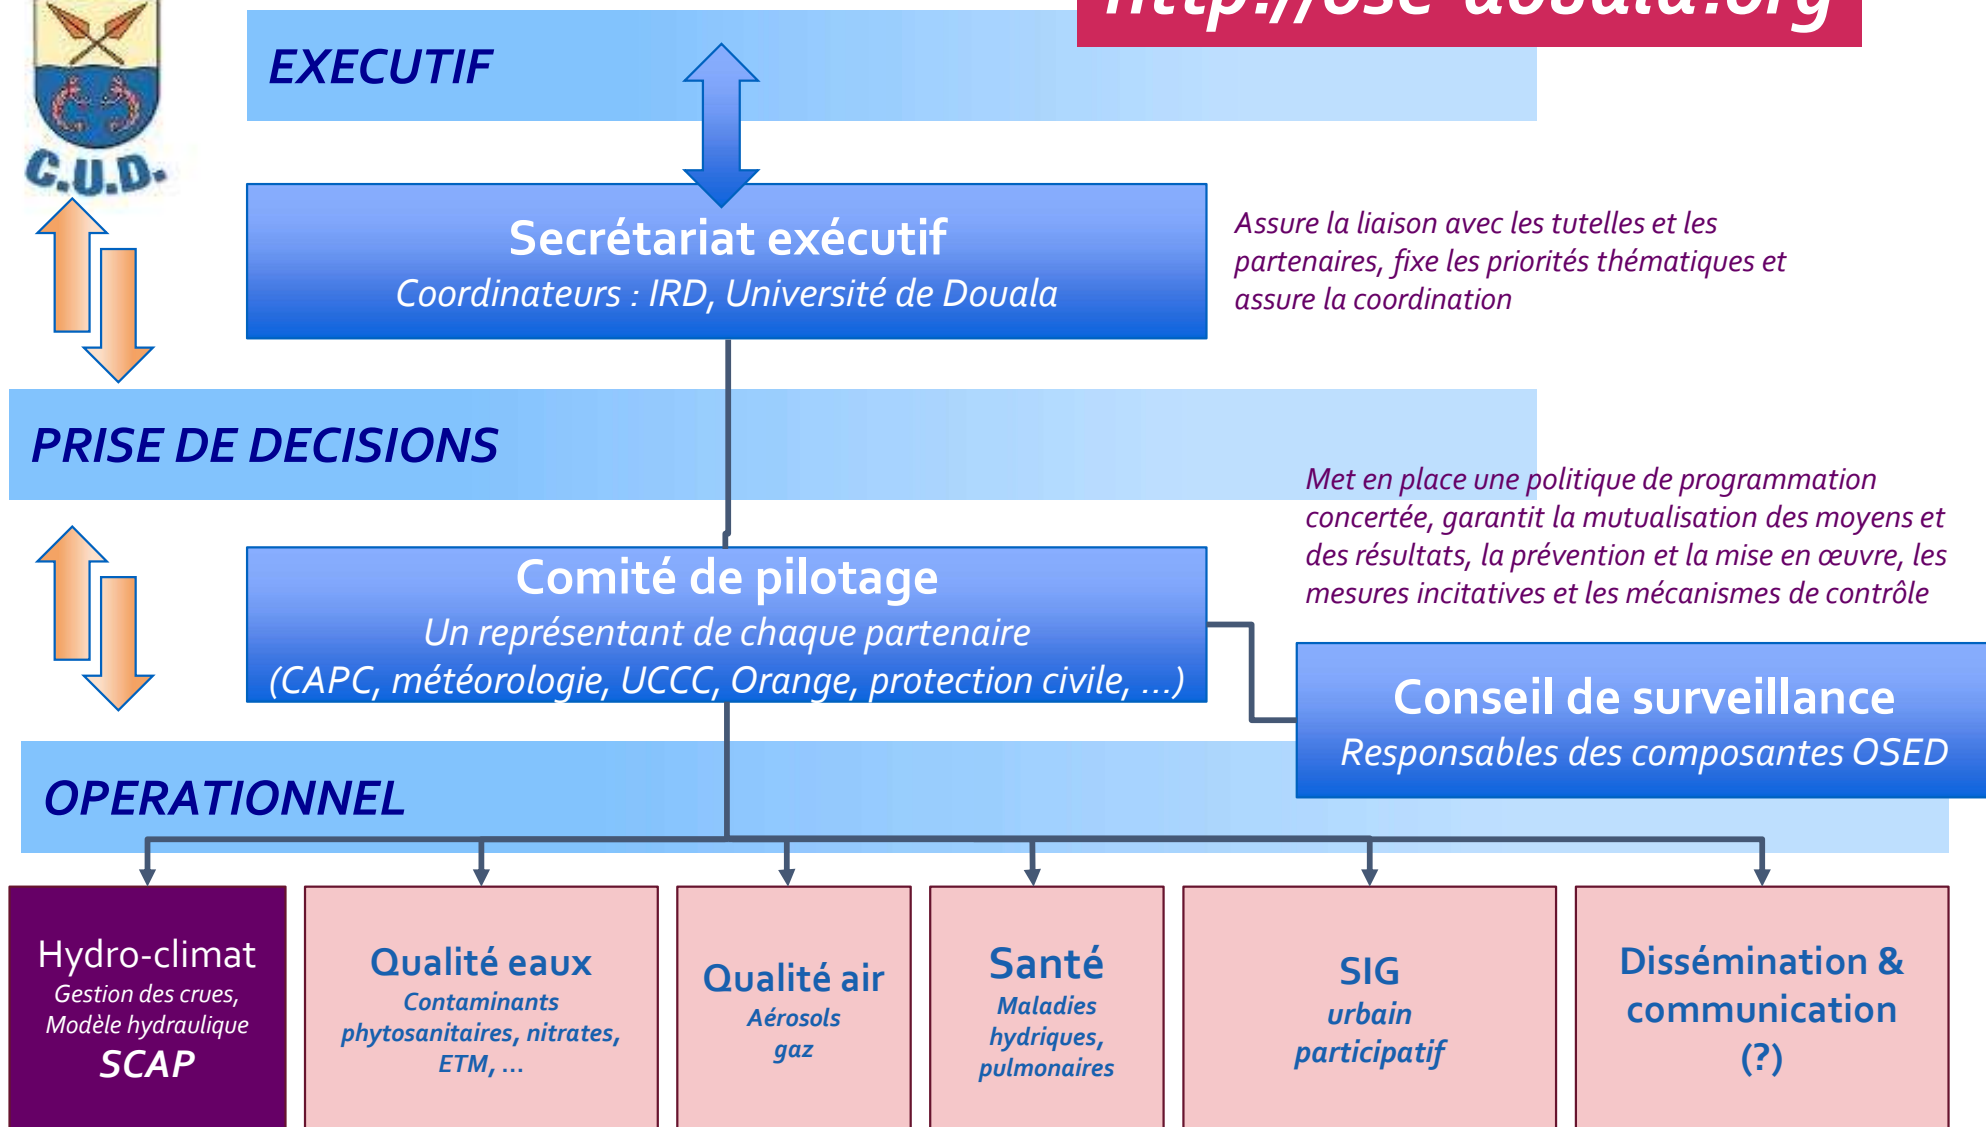 http://ose-douala.org
EXECUTIF
C.U.D.
Secrétariat exécutif
Coordinateurs : IRD, Université de Douala
Assure la liaison avec les tutelles et les
partenaires, fixe les priorités thématiques et
assure la coordination
PRISE DE DECISIONS
Met en place une politique de programmation
concertée, garantit la mutualisation des moyens et
des résultats, la prévention et la mise en œuvre, les
mesures incitatives et les mécanismes de contrôle
Comité de pilotage
Un représentant de chaque partenaire
(CAPC, météorologie, UCCC, Orange, protection civile, ...)
Conseil de surveillance
Responsables des composantes OSED
OPERATIONNEL
Hydro-climat
Gestion des crues,
Modèle hydraulique
SCAP
Qualité eaux
Contaminants
phytosanitaires, nitrates,
ETM, ...
Qualité air
Aérosols
gaz
Santé
Maladies
hydriques,
pulmonaires
SIG
urbain
participatif
Dissémination &
communication
(?)